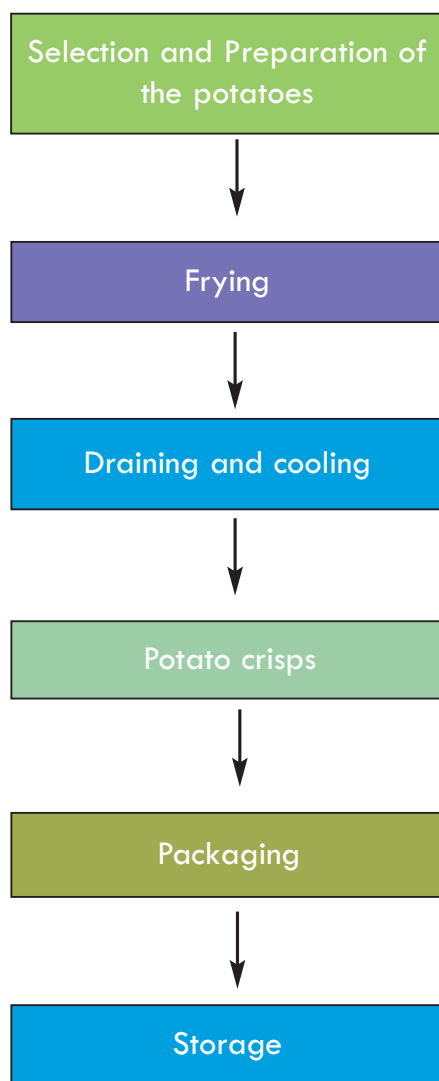 Selection and Preparation of
the potatoes
Frying
Draining and cooling
Potato crisps
Packaging
Storage